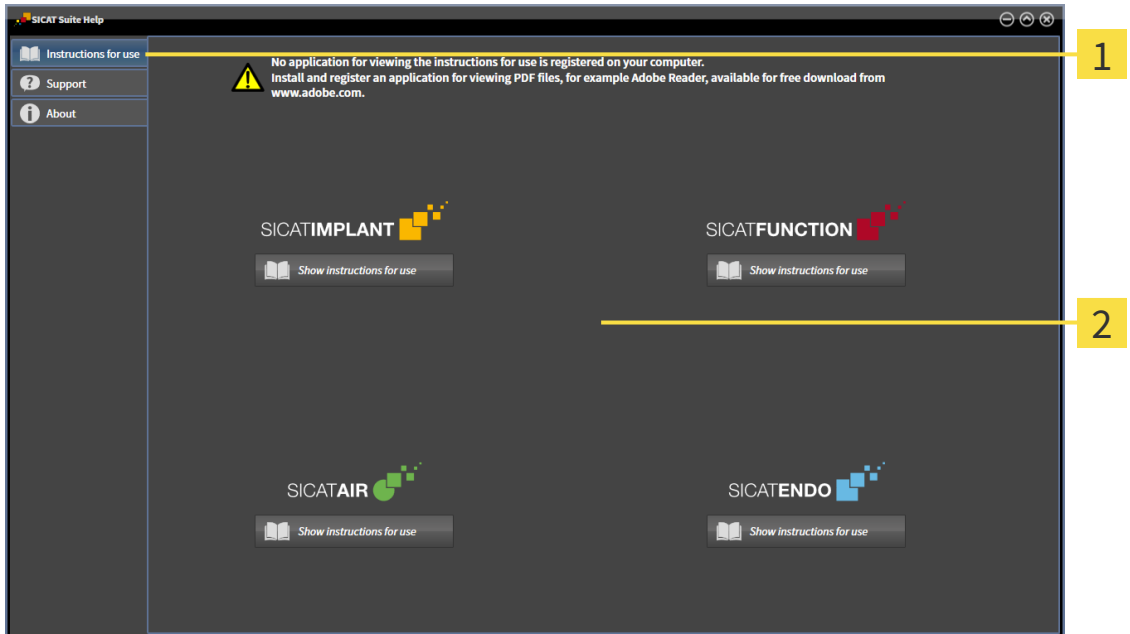 SICAT Suite Help
Instructions for use
Support
About
No application for viewing the instructions for use is registered on your computer.
Install and register an application for viewing PDF files, for example Adobe Reader, available for free download from
www.adobe.com.
1
SICATIMPLANT
SICATFUNCTION
Show instructions for use
Show instructions for use
2
SICATAIR
SICATENDO
Show instructions for use
Show instructions for use